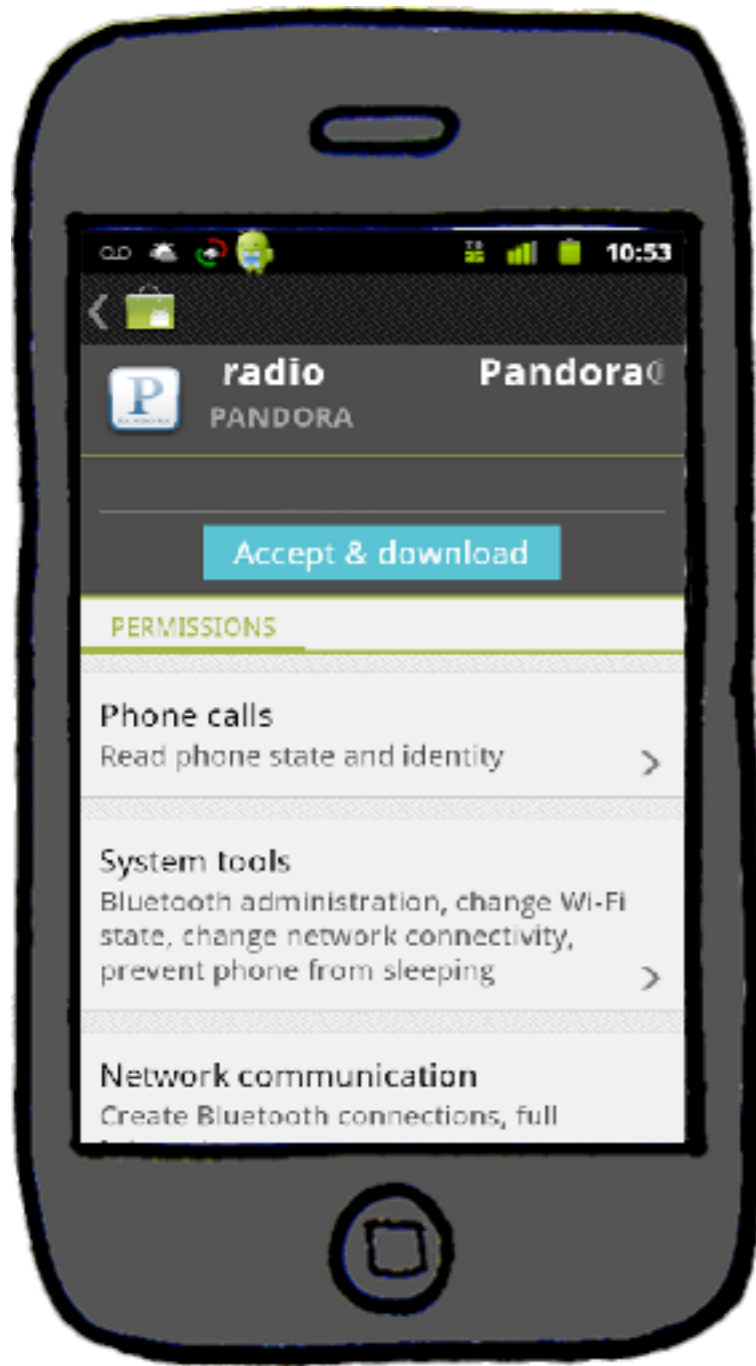 10:53
radio Pandora®
PANDORA
Accept & download
PERMISSIONS
Phone calls
Read phone state and identity
System tools
Bluetooth administration, change Wi-Fi
state, change network connectivity,
prevent phone from sleeping
Network communication
Create Bluetooth connections, full